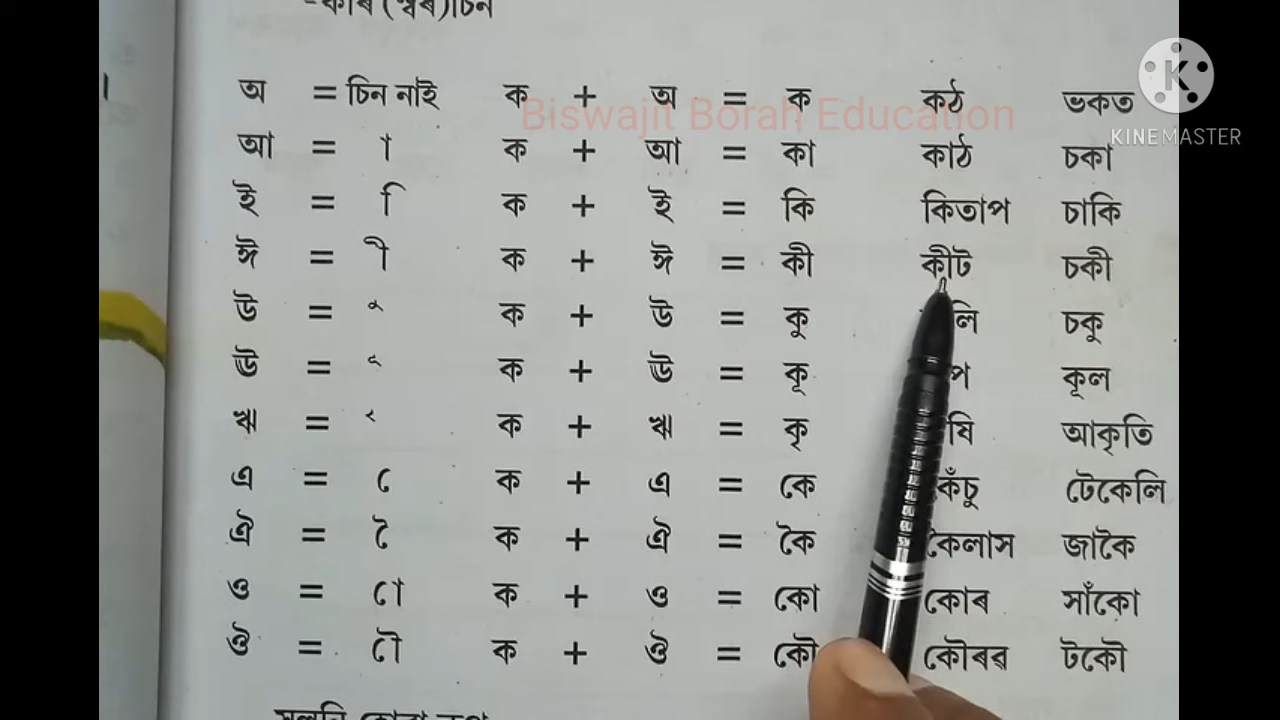 -কাৰ (স্বৰ)চিন
অ = চিন নাই ক + অ = ক কঠ ভকত
আ = া ক + আ = কা কাঠ চকা
ই = ি ক + ই = কি কিতাপ চাকি
ঈ = ী ক + ঈ = কী কীট চকী
উ = ু ক + উ = কু লি চকু
ঊ = ূ ক + ঊ = কূ প কূল
ঋ = ৃ ক + ঋ = কৃ ষি আকৃতি
এ = ে ক + এ = কে কেঁচু টেকেলি
ঐ = ৈ ক + ঐ = কৈ কৈলাস জাকৈ
ও = ো ক + ও = কো কোৰ সাঁকো
ঔ = ৌ ক + ঔ = কৌ কৌৰৱ টকৌ
Biswajit Borah Education
KINEMASTER